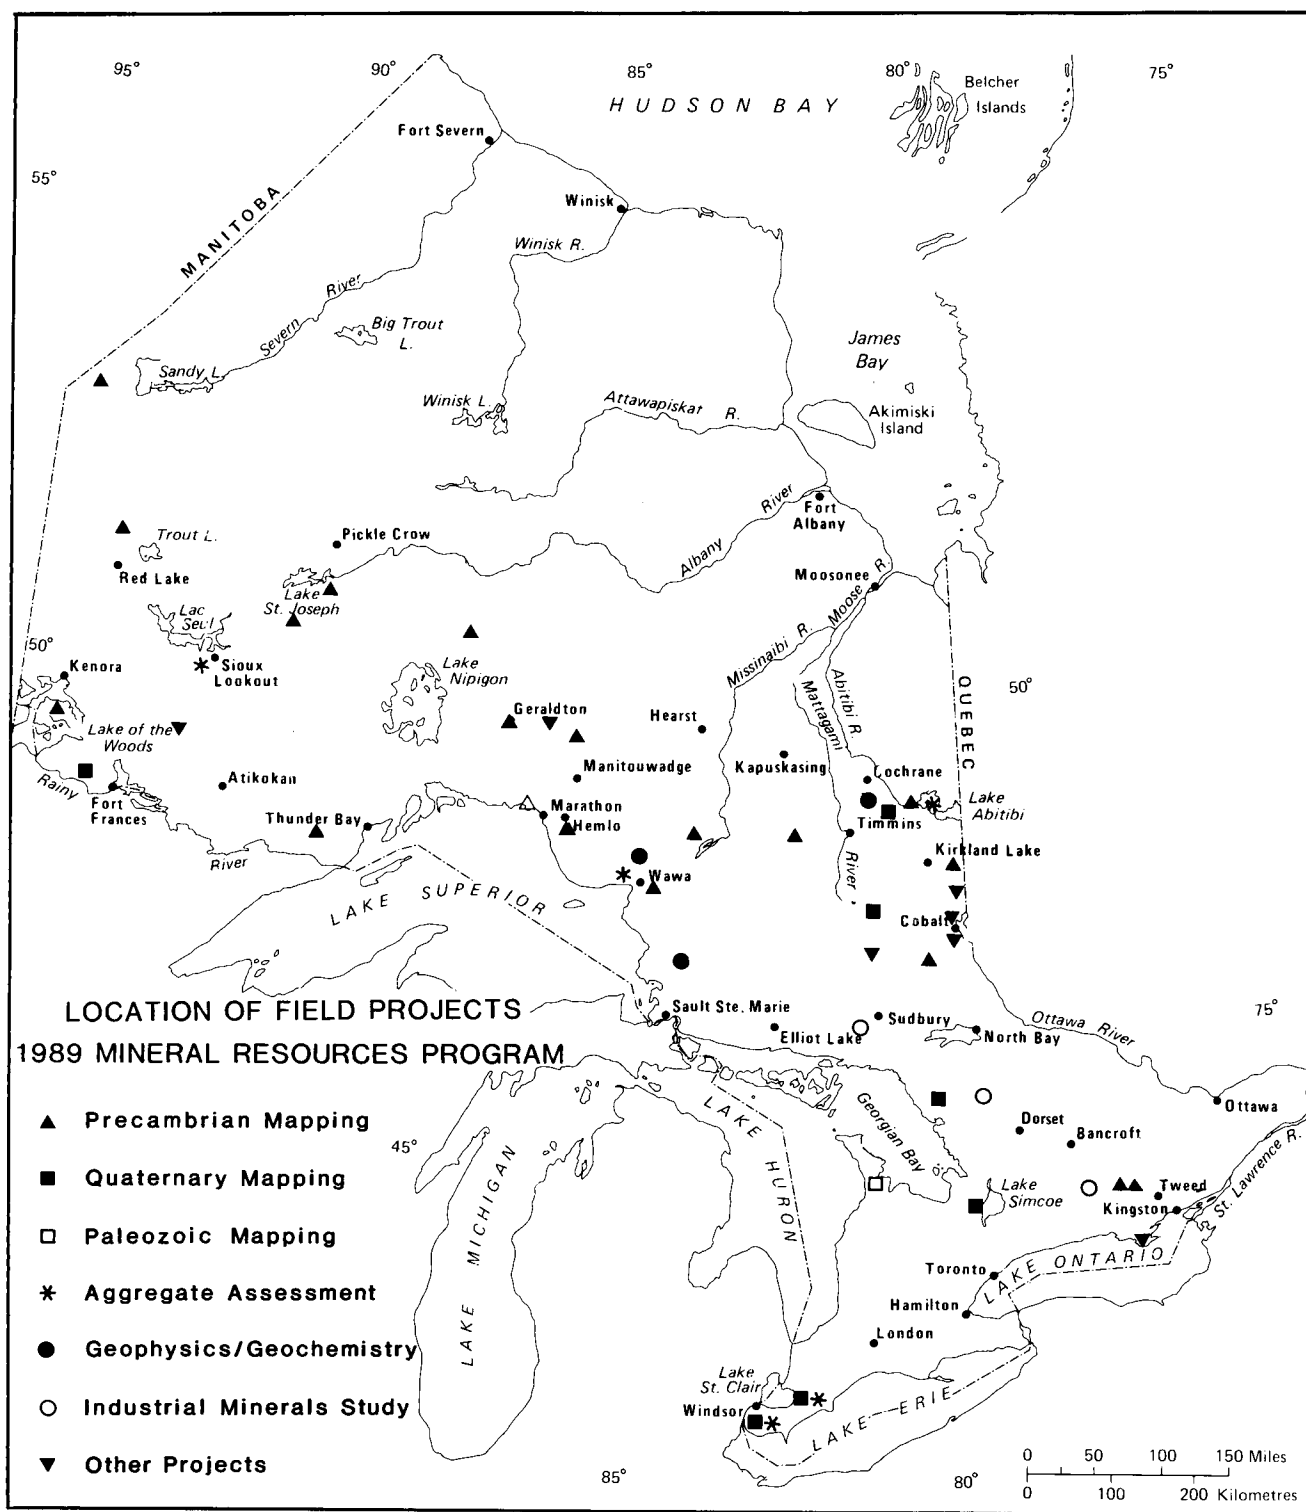 95°
90°
85°
80°
75°
HUDSON BAY
Belcher
Islands
Fort Severn
55°
MANITOBA
Winisk
Winisk R.
Severn River
Big Trout
L.
James
Bay
Sandy L.
Winisk L.
Attawapiskat R.
Akimiski
Island
Albany River
Fort
Albany
Trout L.
Pickle Crow
Red Lake
Moosonee
Lake
St. Joseph
Moose R.
Lac
Seul
Missinaibi R.
50°
Kenora
Sioux
Lookout
Lake
Nipigon
Abitibi R.
Mattagami
River
QUEBEC
50°
Geraldton
Hearst
Lake of the
Woods
Manitouwadge
Kapuskasing
Cochrane
Rainy
River
Atikokan
Fort
Frances
Marathon
Lake
Abitibi
Thunder Bay
Hemlo
Timmins
Kirkland Lake
Wawa
LAKE SUPERIOR
Cobalt
LOCATION OF FIELD PROJECTS
1989 MINERAL RESOURCES PROGRAM
Sault Ste. Marie
Elliot Lake
Sudbury
North Bay
Ottawa River
75°
Precambrian Mapping
Quaternary Mapping
Paleozoic Mapping
Aggregate Assessment
Geophysics/Geochemistry
Industrial Minerals Study
Other Projects
45°
LAKE MICHIGAN
LAKE HURON
Georgian Bay
Dorset
Bancroft
Ottawa
Lake
Simcoe
Tweed
Kingston
St. Lawrence R.
Toronto
LAKE ONTARIO
Hamilton
London
Lake
St. Clair
Windsor
LAKE ERIE
85°
80°
0 50 100 150 Miles
0 100 200 Kilometres